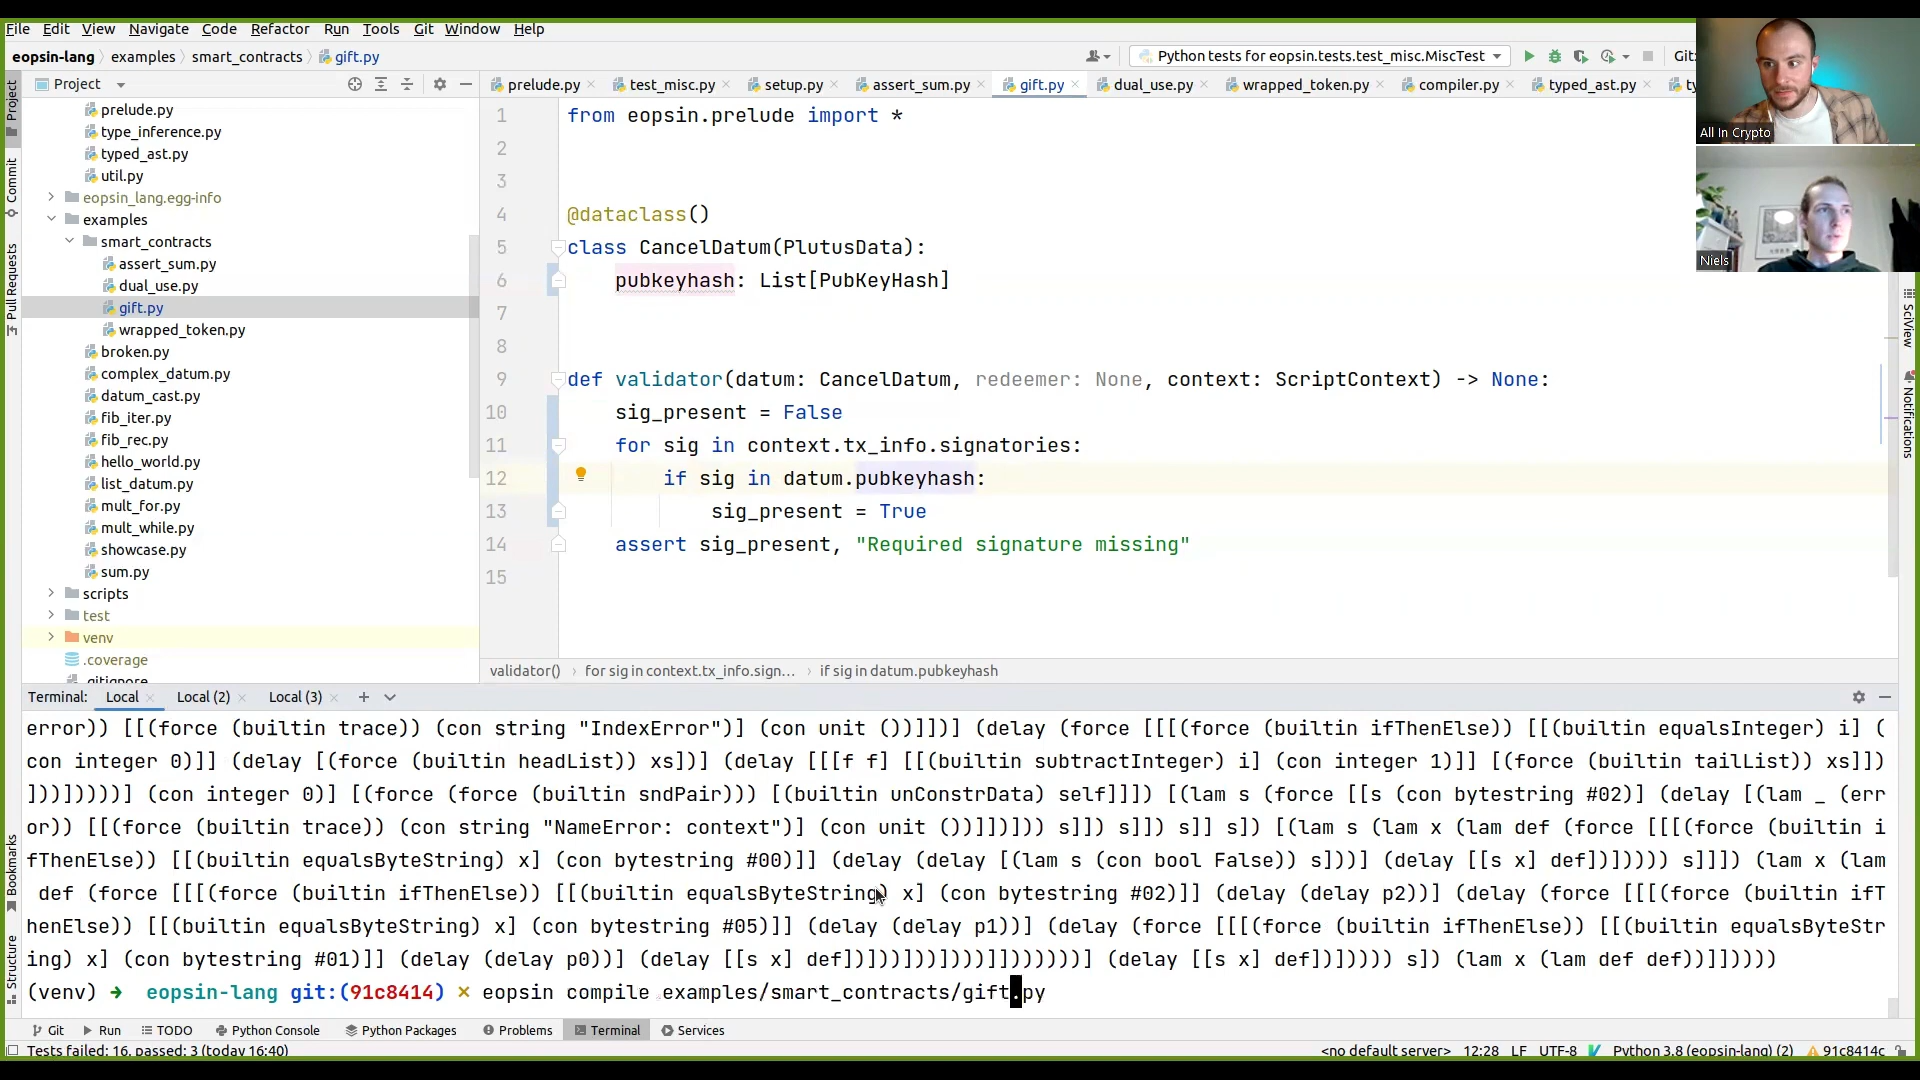 File Edit View Navigate Code Refactor Run Tools Git Window Help
eopsin-lang examples smart_contracts gift.py
Python tests for eopsin.tests.test_misc.MiscTest
Git:
Project
prelude.py
test_misc.py
setup.py
assert_sum.py
gift.py
dual_use.py
wrapped_token.py
compiler.py
typed_ast.py
ty
Project
Commit
Pull Requests
Bookmarks
Structure
prelude.py
type_inference.py
typed_ast.py
util.py
eopsin_lang.egg-info
examples
smart_contracts
assert_sum.py
dual_use.py
gift.py
wrapped_token.py
broken.py
complex_datum.py
datum_cast.py
fib_iter.py
fib_rec.py
hello_world.py
list_datum.py
mult_for.py
mult_while.py
showcase.py
sum.py
scripts
test
venv
.coverage
.gitignore
1 from eopsin.prelude import *
2
3
4 @dataclass()
5 class CancelDatum(PlutusData):
6 pubkeyhash: List[PubKeyHash]
7
8
9 def validator(datum: CancelDatum, redeemer: None, context: ScriptContext) -> None:
10 sig_present = False
11 for sig in context.tx_info.signatories:
12 if sig in datum.pubkeyhash:
13 sig_present = True
14 assert sig_present, "Required signature missing"
15
validator() for sig in context.tx_info.sign... if sig in datum.pubkeyhash
All In Crypto
Niels
SciView
Notifications
Terminal: Local Local (2) Local (3)
error)) [[(force (builtin trace)) (con string "IndexError")] (con unit ())]])] (delay (force [[[(force (builtin ifThenElse)) [[(builtin equalsInteger) i] (
con integer 0)]] (delay [(force (builtin headList)) xs])] (delay [[[f f] [[(builtin subtractInteger) i] (con integer 1)]] [(force (builtin tailList)) xs]])
]))])))))] (con integer 0)] [(force (force (builtin sndPair))) [(builtin unConstrData) self]]]) [(lam s (force [[s (con bytestring #02)] (delay [(lam _ (err
or)) [[(force (builtin trace)) (con string "NameError: context")] (con unit ())]])])) s]]) s]]) s]] s]) [(lam s (lam x (lam def (force [[[(force (builtin i
fThenElse)) [[(builtin equalsByteString) x] (con bytestring #00)]] (delay (delay [(lam s (con bool False)) s]))] (delay [[s x] def])])))))) s]]]) (lam x (lam
def (force [[[(force (builtin ifThenElse)) [[(builtin equalsByteString) x] (con bytestring #02)]] (delay (delay p2))] (delay (force [[[(force (builtin ifT
henElse)) [[(builtin equalsByteString) x] (con bytestring #05)]] (delay (delay p1))] (delay (force [[[(force (builtin ifThenElse)) [[(builtin equalsByteStr
ing) x] (con bytestring #01)]] (delay (delay p0))] (delay [[s x] def])]))]))]))))]]))))))))] (delay [[s x] def])])))))) s]) (lam x (lam def def))]])))))
(venv) ➜ eopsin-lang git:(91c8414) ✗ eopsin compile examples/smart_contracts/gift.py
Git Run TODO Python Console Python Packages Problems Terminal Services
Tests failed: 16, passed: 3 (today 16:40)
<no default server> 12:28 LF UTF-8 Python 3.8 (eopsin-lang) (2) 91c8414c